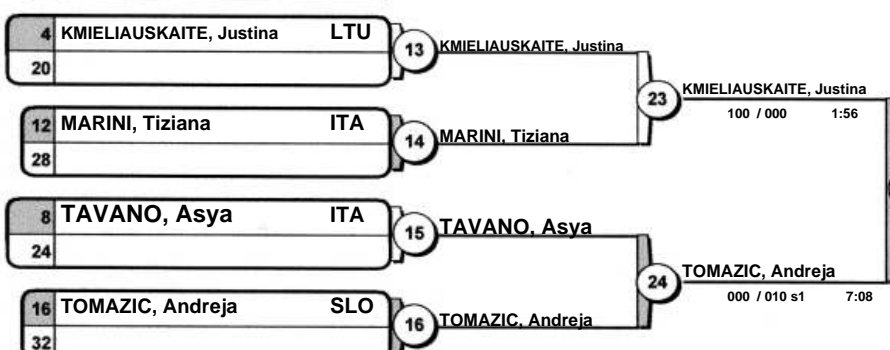 4 KMIELIAUSKAITE, Justina LTU
20
13 KMIELIAUSKAITE, Justina
12 MARINI, Tiziana ITA
28
14 MARINI, Tiziana
23 KMIELIAUSKAITE, Justina
100 / 000 1:56
8 TAVANO, Asya ITA
24
15 TAVANO, Asya
16 TOMAZIC, Andreja SLO
32
16 TOMAZIC, Andreja
24 TOMAZIC, Andreja
000 / 010 s1 7:08